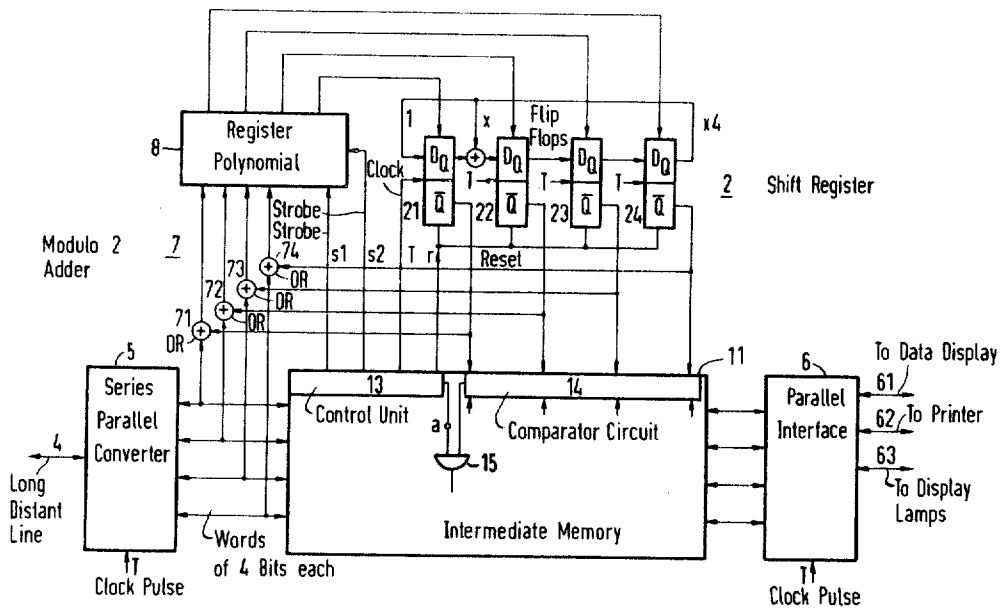 1
x
Flip
Flops
x4
8
Register
Polynomial
Clock
D Q
D Q
D Q
D Q
T
T
T
Q̅
Q̅
Q̅
Q̅
21
22
23
24
2 Shift Register
Strobe
Strobe
Modulo 2
Adder
7
s1
s2
T
r
Reset
74
OR
73
OR
72
OR
71
OR
5
Series
Parallel
Converter
4
Long
Distant
Line
T
Clock Pulse
Words
of 4 Bits each
13
Control Unit
14
Comparator Circuit
11
a
15
Intermediate Memory
6
Parallel
Interface
To Data Display
61
To Printer
62
63
To Display
Lamps
T
Clock Pulse